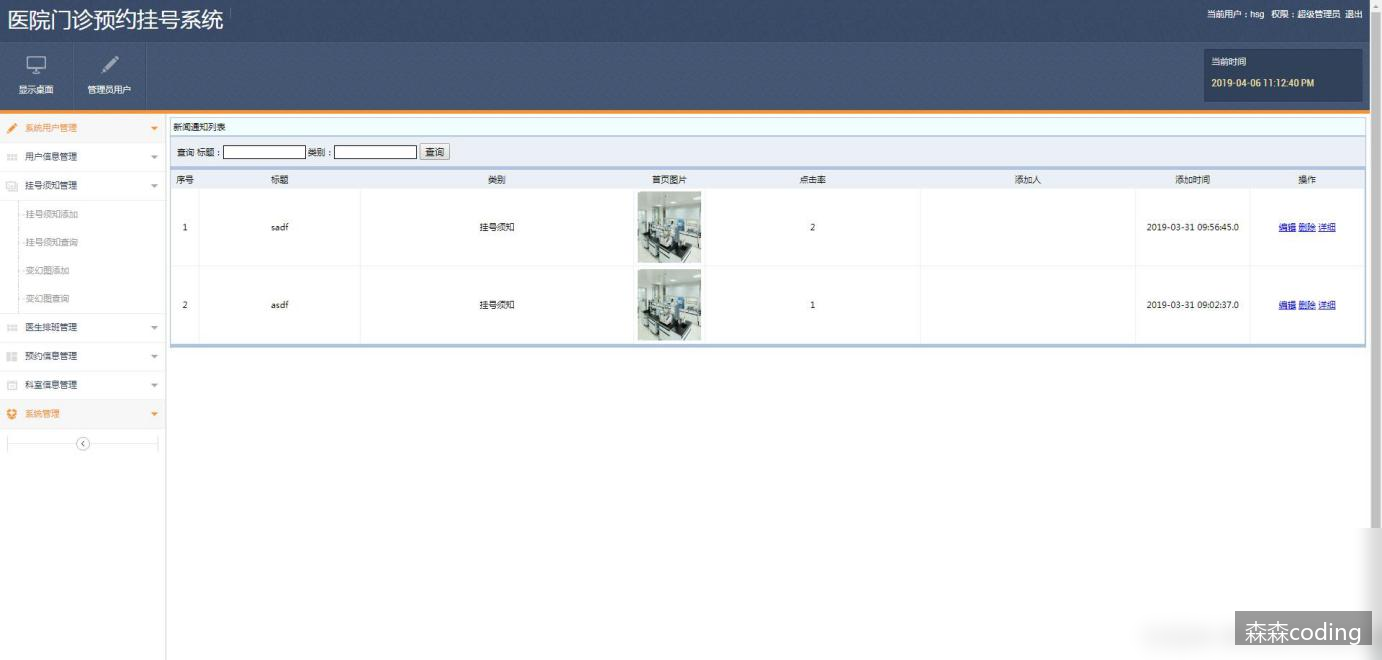 医院门诊预约挂号系统
当前用户：hsg 权限：超级管理员 退出
显示桌面
管理员用户
当前时间
2019-04-06 11:12:40 PM
系统用户管理
用户信息管理
挂号须知管理
挂号须知添加
挂号须知查询
变幻图添加
变幻图查询
医生排班管理
预约信息管理
科室信息管理
系统管理
新闻通知列表
查询 标题： 类别： 查询
序号 标题 类别 首页图片 点击率 添加人 添加时间 操作
1 sadf 挂号须知 2 2019-03-31 09:56:45.0 编辑 删除 详细
2 asdf 挂号须知 1 2019-03-31 09:02:37.0 编辑 删除 详细
森森coding